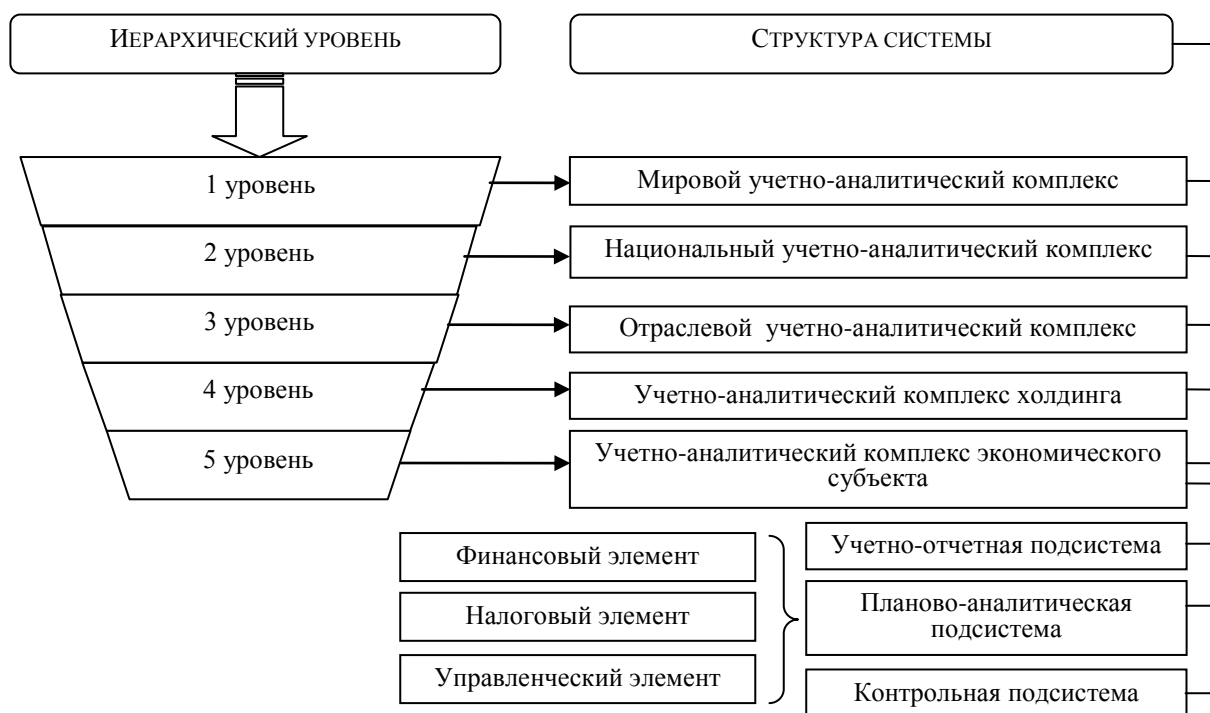 ИЕРАРХИЧЕСКИЙ УРОВЕНЬ
СТРУКТУРА СИСТЕМЫ
1 уровень
Мировой учетно-аналитический комплекс
2 уровень
Национальный учетно-аналитический комплекс
3 уровень
Отраслевой учетно-аналитический комплекс
4 уровень
Учетно-аналитический комплекс холдинга
5 уровень
Учетно-аналитический комплекс экономического
субъекта
Финансовый элемент
Налоговый элемент
Управленческий элемент
Учетно-отчетная подсистема
Планово-аналитическая
подсистема
Контрольная подсистема